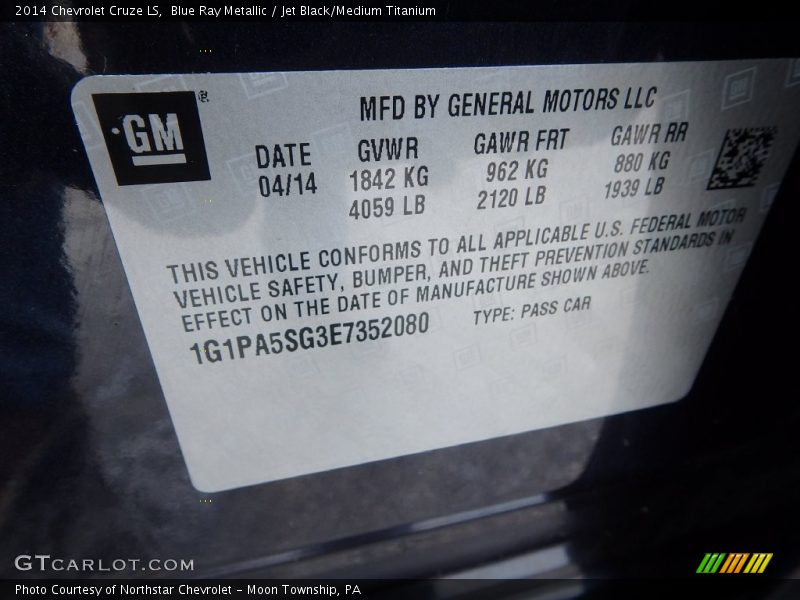 2014 Chevrolet Cruze LS, Blue Ray Metallic / Jet Black/Medium Titanium
GM ®
MFD BY GENERAL MOTORS LLC
DATE GVWR GAWR FRT GAWR RR
04/14 1842 KG 962 KG 880 KG
4059 LB 2120 LB 1939 LB
THIS VEHICLE CONFORMS TO ALL APPLICABLE U.S. FEDERAL MOTOR
VEHICLE SAFETY, BUMPER, AND THEFT PREVENTION STANDARDS IN
EFFECT ON THE DATE OF MANUFACTURE SHOWN ABOVE.
1G1PA5SG3E7352080 TYPE: PASS CAR
GTCARLOT.COM
Photo Courtesy of Northstar Chevrolet - Moon Township, PA